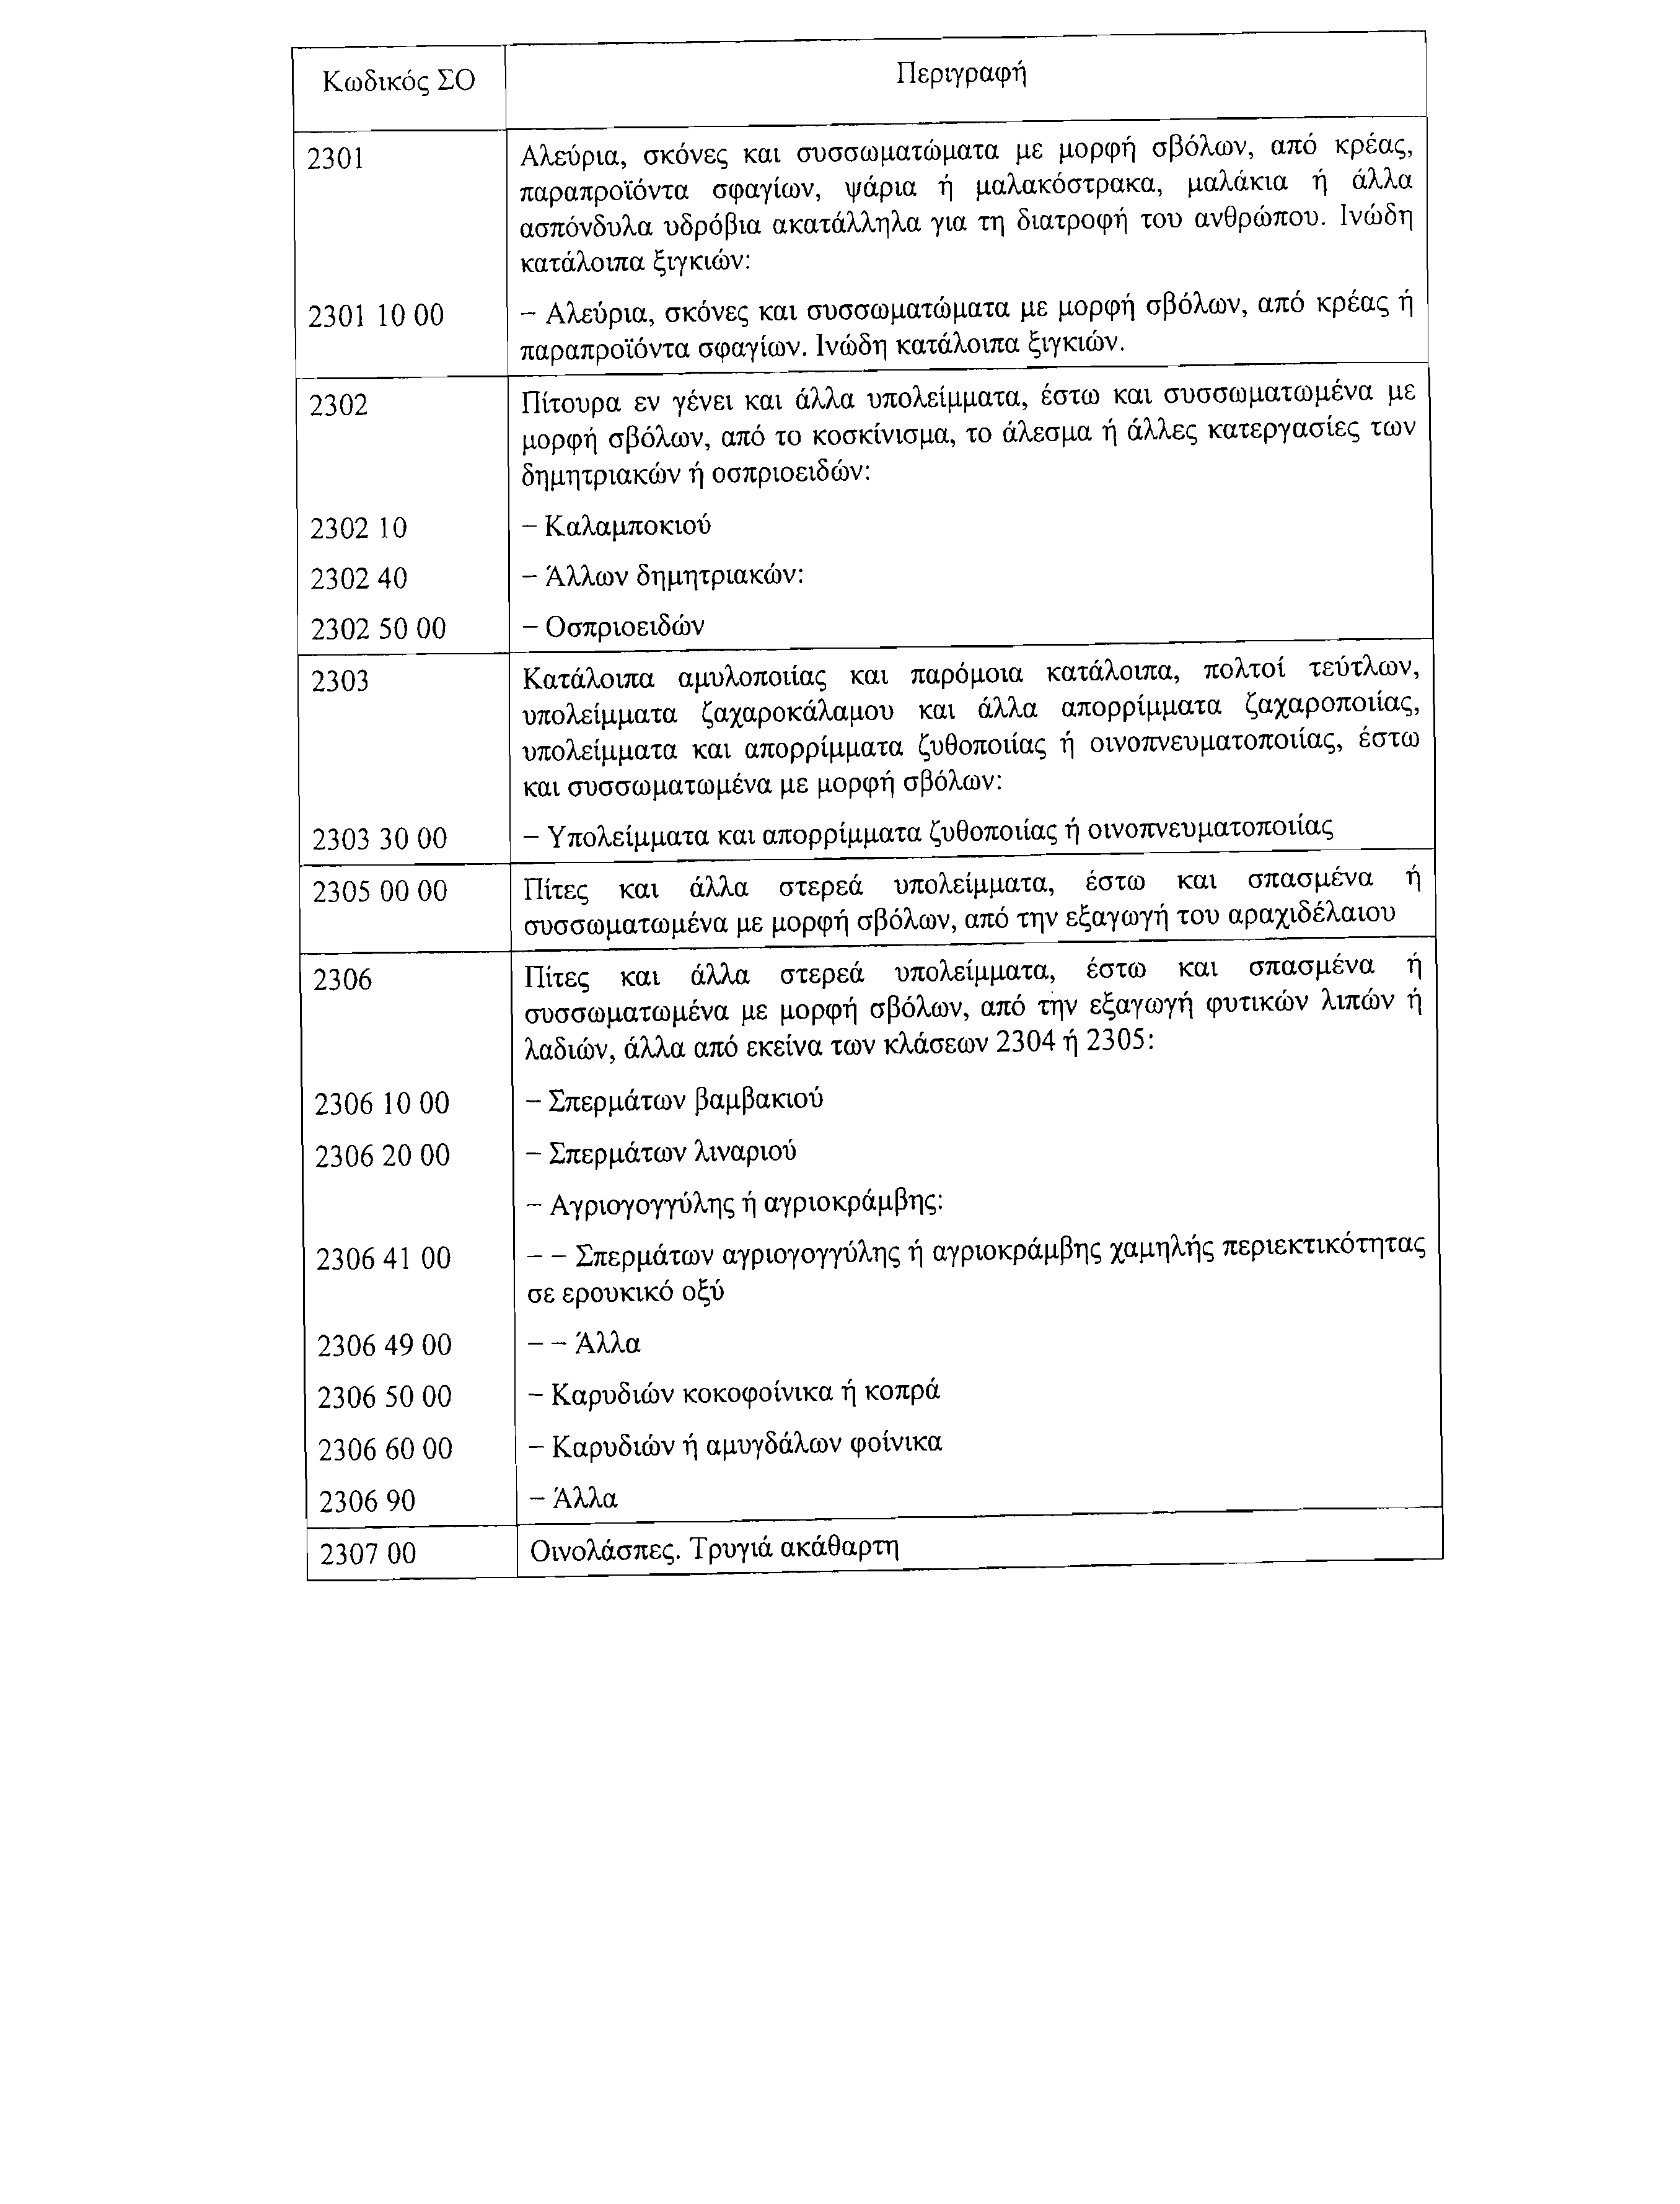 Κωδικός ΣΟ Περιγραφή
2301 Αλεύρια, σκόνες και συσσωματώματα με μορφή σβόλων, από κρέας,
παραπροϊόντα σφαγίων, ψάρια ή μαλακόστρακα, μαλάκια ή άλλα
ασπόνδυλα υδρόβια ακατάλληλα για τη διατροφή του ανθρώπου. Ινώδη
κατάλοιπα ξιγκιών:
2301 10 00 – Αλεύρια, σκόνες και συσσωματώματα με μορφή σβόλων, από κρέας ή
παραπροϊόντα σφαγίων. Ινώδη κατάλοιπα ξιγκιών.
2302 Πίτουρα εν γένει και άλλα υπολείμματα, έστω και συσσωματωμένα με
μορφή σβόλων, από το κοσκίνισμα, το άλεσμα ή άλλες κατεργασίες των
δημητριακών ή οσπριοειδών:
2302 10 – Καλαμποκιού
2302 40 – Άλλων δημητριακών:
2302 50 00 – Οσπριοειδών
2303 Κατάλοιπα αμυλοποιίας και παρόμοια κατάλοιπα, πολτοί τεύτλων,
υπολείμματα ζαχαροκάλαμου και άλλα απορρίμματα ζαχαροποιίας,
υπολείμματα και απορρίμματα ζυθοποιίας ή οινοπνευματοποιίας, έστω
και συσσωματωμένα με μορφή σβόλων:
2303 30 00 – Υπολείμματα και απορρίμματα ζυθοποιίας ή οινοπνευματοποιίας
2305 00 00 Πίτες και άλλα στερεά υπολείμματα, έστω και σπασμένα ή
συσσωματωμένα με μορφή σβόλων, από την εξαγωγή του αραχιδέλαιου
2306 Πίτες και άλλα στερεά υπολείμματα, έστω και σπασμένα ή
συσσωματωμένα με μορφή σβόλων, από την εξαγωγή φυτικών λιπών ή
λαδιών, άλλα από εκείνα των κλάσεων 2304 ή 2305:
2306 10 00 – Σπερμάτων βαμβακιού
2306 20 00 – Σπερμάτων λιναριού
– Αγριογογγύλης ή αγριοκράμβης:
2306 41 00 – – Σπερμάτων αγριογογγύλης ή αγριοκράμβης χαμηλής περιεκτικότητας
σε ερουκικό οξύ
2306 49 00 – – Άλλα
2306 50 00 – Καρυδιών κοκοφοίνικα ή κοπρά
2306 60 00 – Καρυδιών ή αμυγδάλων φοίνικα
2306 90 – Άλλα
2307 00 Οινολάσπες. Τρυγιά ακάθαρτη